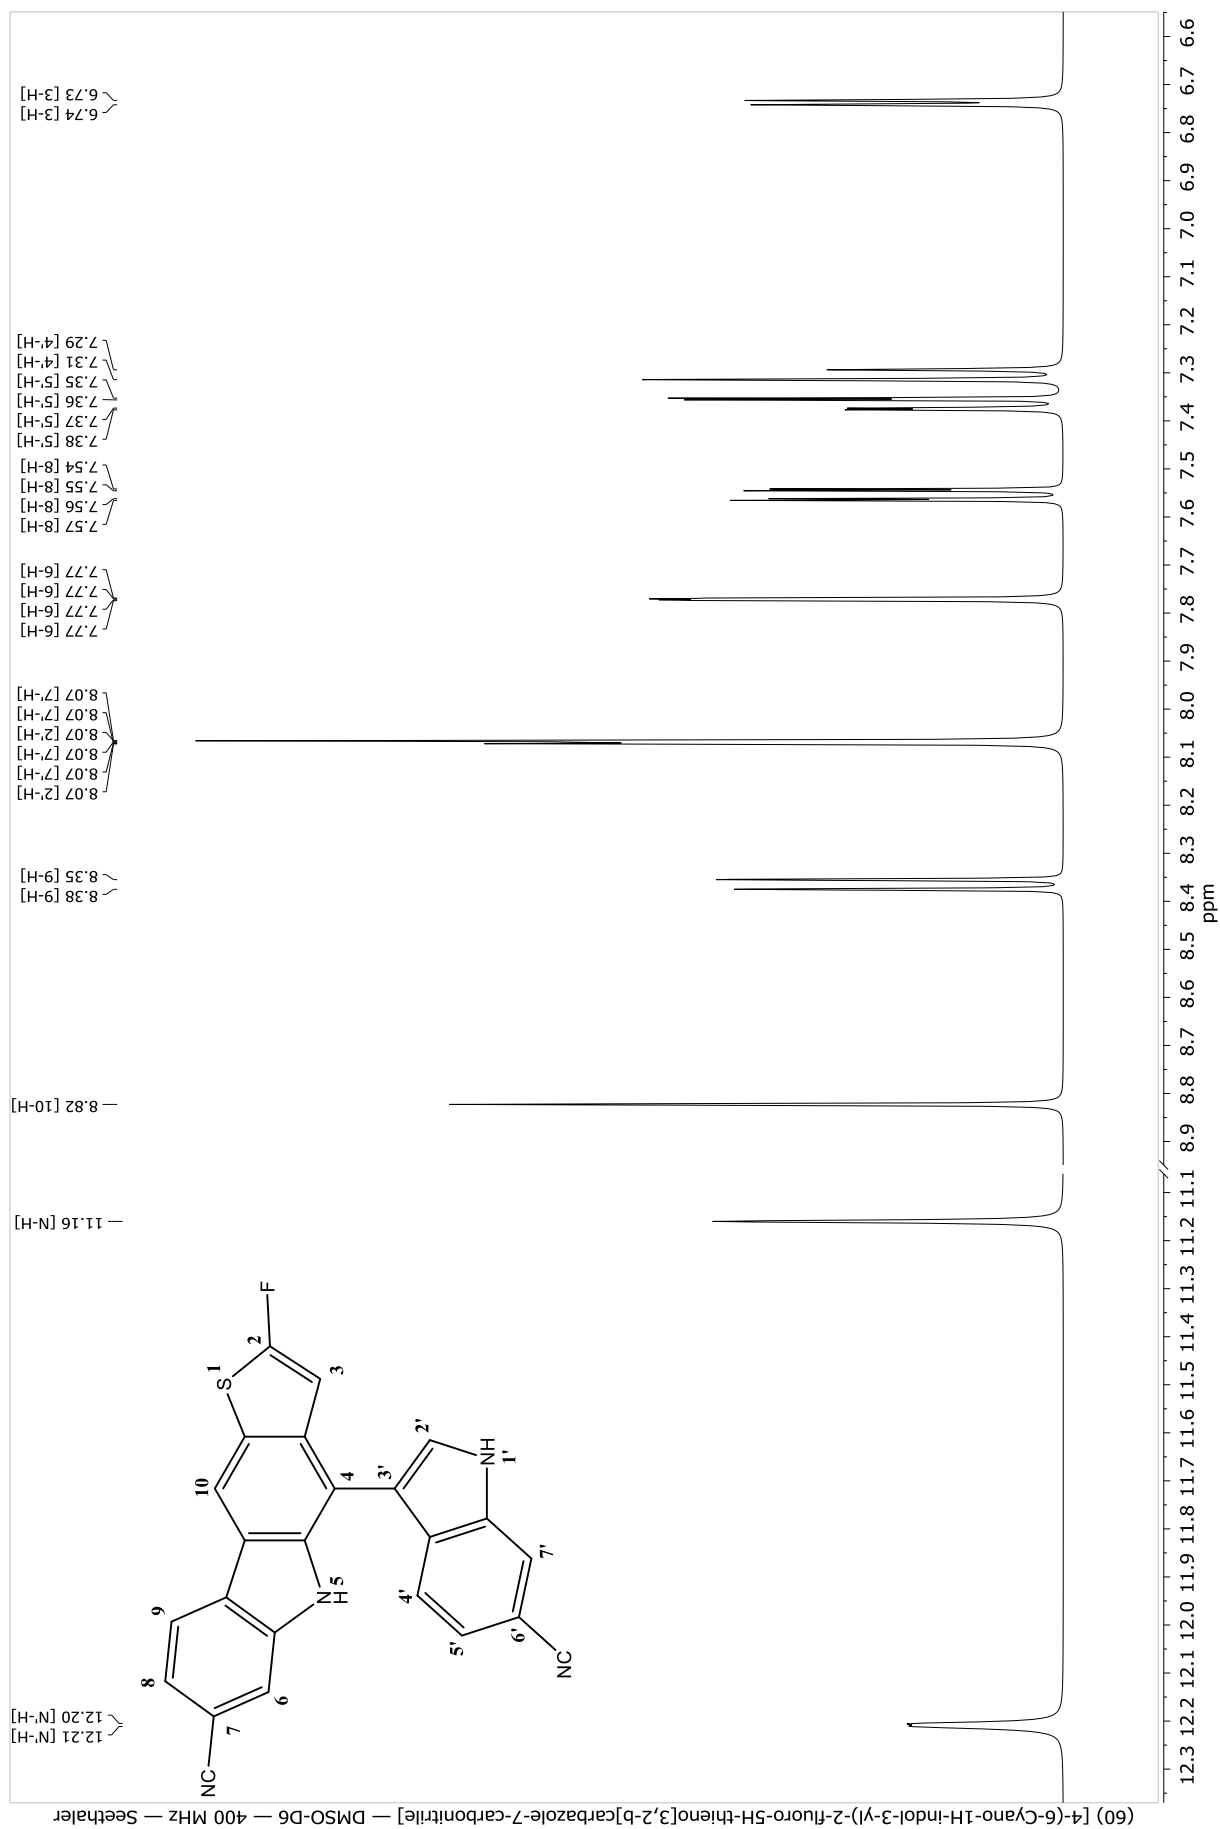 (60) [4-(6-Cyano-1H-indol-3-yl)-2-fluoro-5H-thieno[3,2-b]carbazole-7-carbonitrile] — DMSO-D6 — 400 MHz — Seethaler
12.21 [N'-H]
12.20 [N'-H]
11.16 [N-H]
8.82 [10-H]
8.38 [9-H]
8.35 [9-H]
8.07 [2'-H]
8.07 [7'-H]
8.07 [7'-H]
8.07 [2'-H]
8.07 [7'-H]
8.07 [7'-H]
7.77 [6-H]
7.77 [6-H]
7.77 [6-H]
7.77 [6-H]
7.57 [8-H]
7.56 [8-H]
7.55 [8-H]
7.54 [8-H]
7.38 [5'-H]
7.37 [5'-H]
7.36 [5'-H]
7.35 [5'-H]
7.31 [4'-H]
7.29 [4'-H]
6.74 [3-H]
6.73 [3-H]
NC
7
8
9
6
NH
5
10
4
S
1
2
3
F
3'
2'
NH
1'
4'
5'
6'
7'
NC
12.3 12.2 12.1 12.0 11.9 11.8 11.7 11.6 11.5 11.4 11.3 11.2 11.1 8.9 8.8 8.7 8.6 8.5 8.4 8.3 8.2 8.1 8.0 7.9 7.8 7.7 7.6 7.5 7.4 7.3 7.2 7.1 7.0 6.9 6.8 6.7 6.6
ppm